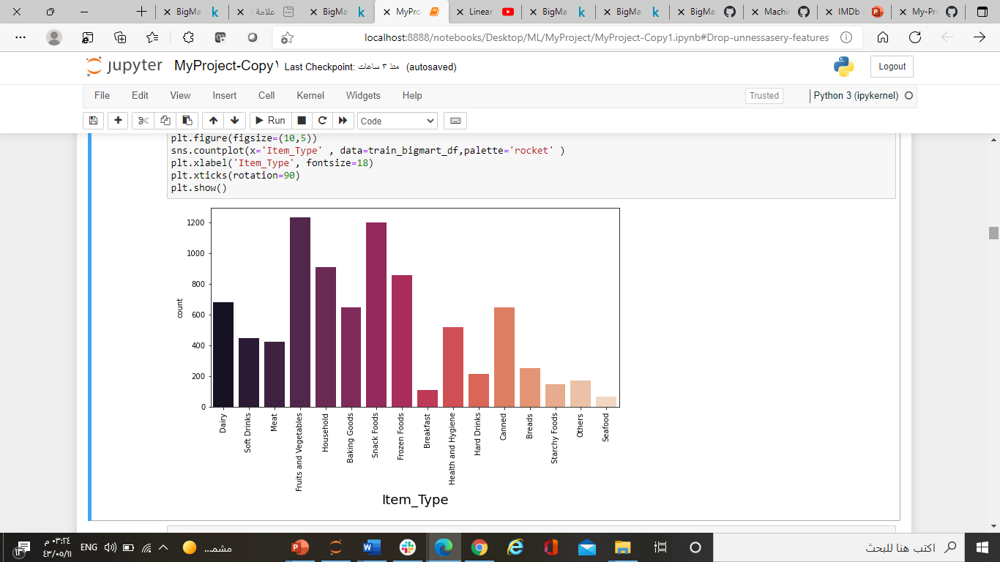 BigMa
علامة
BigMa
MyPro
Linear
BigMa
BigMa
BigMa
Machin
IMDb
My-Pro
localhost:8888/notebooks/Desktop/ML/MyProject/MyProject-Copy1.ipynb#Drop-unnessasery-features
jupyter MyProject-Copy١ Last Checkpoint: منذ ٣ ساعات (autosaved)
Logout
File Edit View Insert Cell Kernel Widgets Help
Trusted Python 3 (ipykernel)
Run Code
plt.figure(figsize=(10,5))
sns.countplot(x='Item_Type' , data=train_bigmart_df,palette='rocket' )
plt.xlabel('Item_Type', fontsize=18)
plt.xticks(rotation=90)
plt.show()
1200
1000
800
600
400
200
0
count
Dairy
Soft Drinks
Meat
Fruits and Vegetables
Household
Baking Goods
Snack Foods
Frozen Foods
Breakfast
Health and Hygiene
Hard Drinks
Canned
Breads
Starchy Foods
Others
Seafood
Item_Type
٠٣:٢٤ م
٤٣/٠٥/١١
ENG
مشمـ...
اكتب هنا للبحث